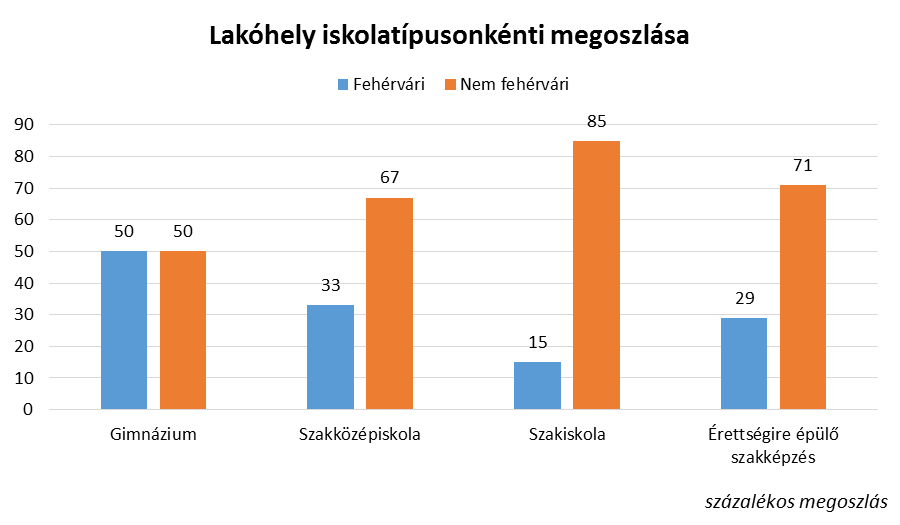 Lakóhely iskolatípusonkénti megoszlása
Fehérvári Nem fehérvári
90
80
70
60
50
40
30
20
10
0
50 50
33 67
15 85
29 71
Gimnázium
Szakközépiskola
Szakiskola
Érettségire épülő
szakképzés
százalékos megoszlás